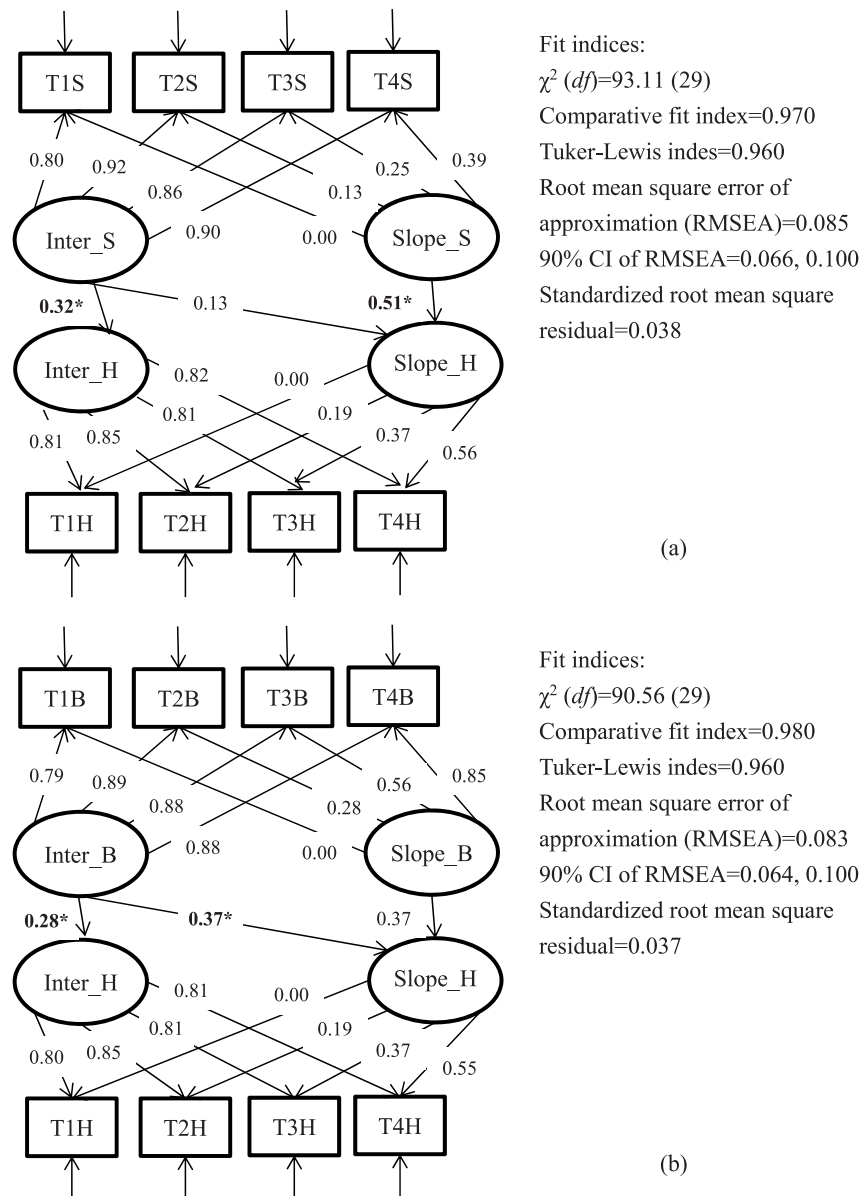 T1S T2S T3S T4S
0.80 0.92 0.86 0.90 0.00 0.13 0.25 0.39
Inter_S Slope_S
0.32* 0.13 0.51*
Inter_H Slope_H
0.81 0.85 0.81 0.82 0.00 0.19 0.37 0.56
T1H T2H T3H T4H
Fit indices:
χ² (df)=93.11 (29)
Comparative fit index=0.970
Tuker-Lewis indes=0.960
Root mean square error of
approximation (RMSEA)=0.085
90% CI of RMSEA=0.066, 0.100
Standardized root mean square
residual=0.038
(a)
T1B T2B T3B T4B
0.79 0.89 0.88 0.88 0.00 0.28 0.56 0.85
Inter_B Slope_B
0.28* 0.37* 0.37
Inter_H Slope_H
0.80 0.85 0.81 0.81 0.00 0.19 0.37 0.55
T1H T2H T3H T4H
Fit indices:
χ² (df)=90.56 (29)
Comparative fit index=0.980
Tuker-Lewis indes=0.960
Root mean square error of
approximation (RMSEA)=0.083
90% CI of RMSEA=0.064, 0.100
Standardized root mean square
residual=0.037
(b)